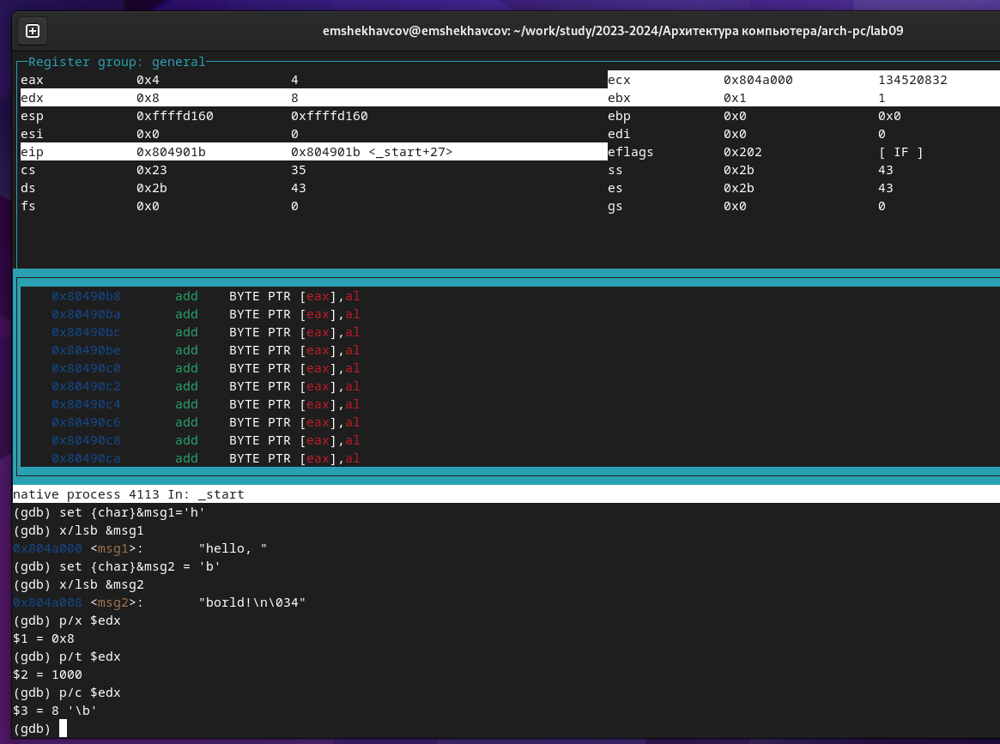 emshekhavcov@emshekhavcov: ~/work/study/2023-2024/Архитектура компьютера/arch-pc/lab09
Register group: general
eax 0x4 4 ecx 0x804a000 134520832
edx 0x8 8 ebx 0x1 1
esp 0xffffd160 0xffffd160 ebp 0x0 0x0
esi 0x0 0 edi 0x0 0
eip 0x804901b 0x804901b <_start+27> eflags 0x202 [ IF ]
cs 0x23 35 ss 0x2b 43
ds 0x2b 43 es 0x2b 43
fs 0x0 0 gs 0x0 0
0x80490b8 add BYTE PTR [eax],al
0x80490ba add BYTE PTR [eax],al
0x80490bc add BYTE PTR [eax],al
0x80490be add BYTE PTR [eax],al
0x80490c0 add BYTE PTR [eax],al
0x80490c2 add BYTE PTR [eax],al
0x80490c4 add BYTE PTR [eax],al
0x80490c6 add BYTE PTR [eax],al
0x80490c8 add BYTE PTR [eax],al
0x80490ca add BYTE PTR [eax],al
native process 4113 In: _start
(gdb) set {char}&msg1='h'
(gdb) x/lsb &msg1
0x804a000 <msg1>: "hello, "
(gdb) set {char}&msg2 = 'b'
(gdb) x/lsb &msg2
0x804a008 <msg2>: "borld!\n\034"
(gdb) p/x $edx
$1 = 0x8
(gdb) p/t $edx
$2 = 1000
(gdb) p/c $edx
$3 = 8 '\b'
(gdb)